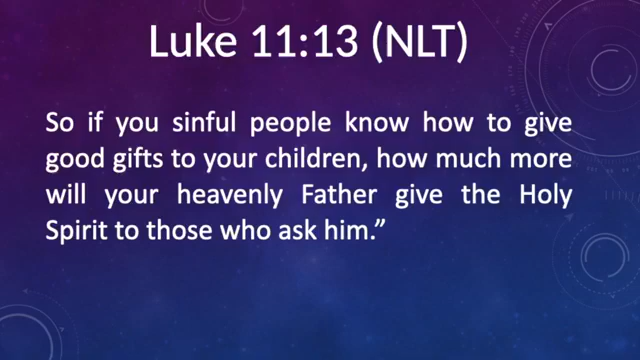 Luke 11:13 (NLT)
So if you sinful people know how to give
good gifts to your children, how much more
will your heavenly Father give the Holy
Spirit to those who ask him.”